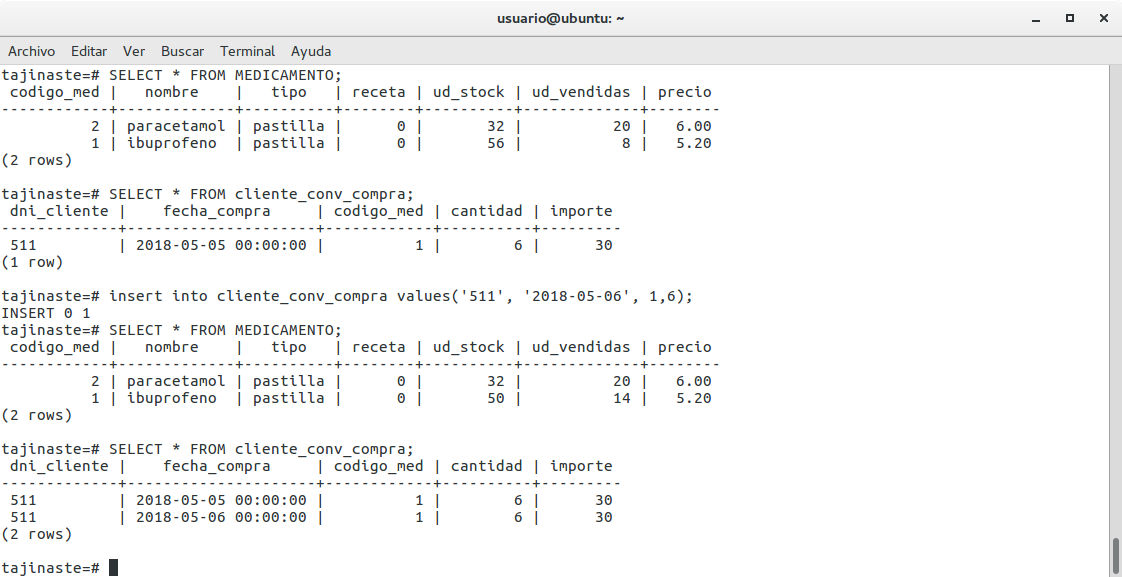 usuario@ubuntu: ~
Archivo Editar Ver Buscar Terminal Ayuda
tajinaste=# SELECT * FROM MEDICAMENTO;
 codigo_med |   nombre    |   tipo   | receta | ud_stock | ud_vendidas | precio
------------+-------------+----------+--------+----------+-------------+--------
          2 | paracetamol | pastilla |      0 |       32 |          20 |   6.00
          1 | ibuprofeno  | pastilla |      0 |       56 |           8 |   5.20
(2 rows)
tajinaste=# SELECT * FROM cliente_conv_compra;
 dni_cliente |    fecha_compra     | codigo_med | cantidad | importe
-------------+---------------------+------------+----------+---------
 511         | 2018-05-05 00:00:00 |          1 |        6 |      30
(1 row)
tajinaste=# insert into cliente_conv_compra values('511', '2018-05-06', 1,6);
INSERT 0 1
tajinaste=# SELECT * FROM MEDICAMENTO;
 codigo_med |   nombre    |   tipo   | receta | ud_stock | ud_vendidas | precio
------------+-------------+----------+--------+----------+-------------+--------
          2 | paracetamol | pastilla |      0 |       32 |          20 |   6.00
          1 | ibuprofeno  | pastilla |      0 |       50 |          14 |   5.20
(2 rows)
tajinaste=# SELECT * FROM cliente_conv_compra;
 dni_cliente |    fecha_compra     | codigo_med | cantidad | importe
-------------+---------------------+------------+----------+---------
 511         | 2018-05-05 00:00:00 |          1 |        6 |      30
 511         | 2018-05-06 00:00:00 |          1 |        6 |      30
(2 rows)
tajinaste=#